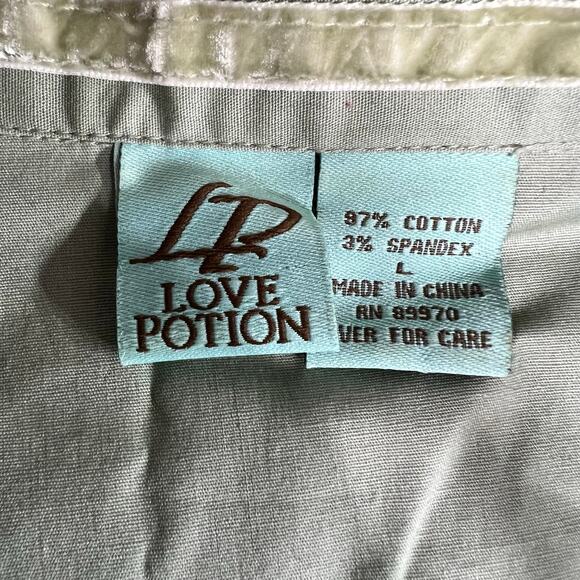 LP
LOVE
POTION
97% COTTON
3% SPANDEX
L
MADE IN CHINA
RN 89970
VER FOR CARE